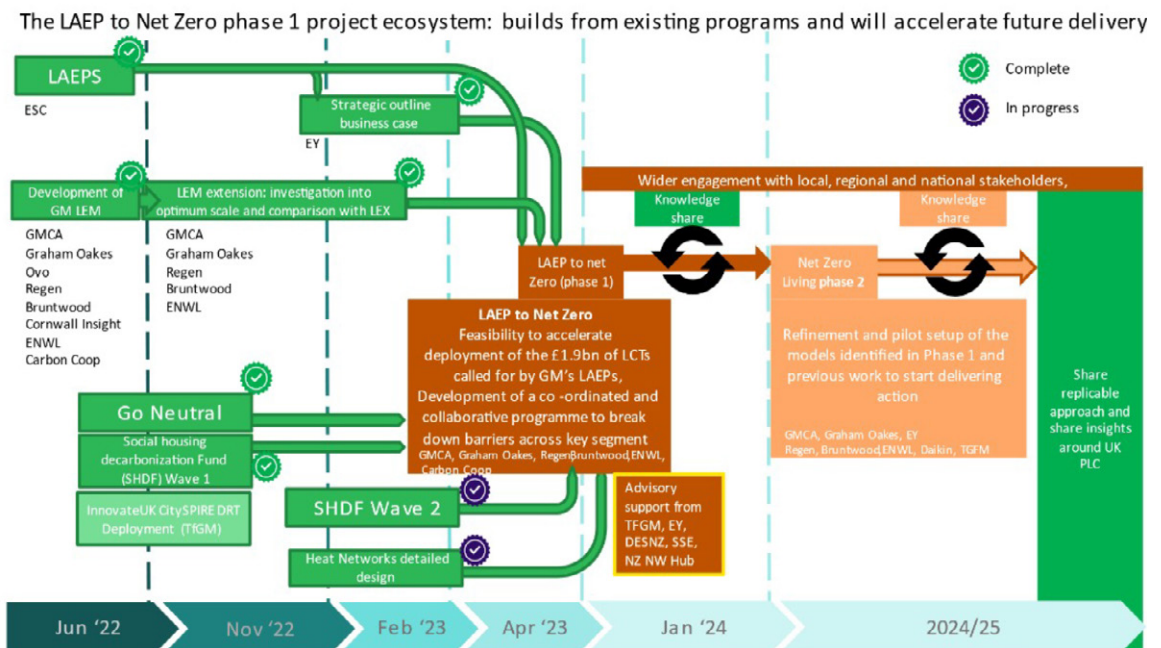 The LAEP to Net Zero phase 1 project ecosystem: builds from existing programs and will accelerate future delivery
LAEPS
ESC
Strategic outline
business case
EY
Complete
In progress
Development of
GM LEM
LEM extension: investigation into
optimum scale and comparison with LEX
GMCA
Graham Oakes
Ovo
Regen
Bruntwood
Cornwall Insight
ENWL
Carbon Coop
GMCA
Graham Oakes
Regen
Bruntwood
ENWL
Wider engagement with local, regional and national stakeholders,
Knowledge
share
Knowledge
share
LAEP to net
Zero (phase 1)
Net Zero
Living phase 2
LAEP to Net Zero
Feasibility to accelerate
deployment of the £1.9bn of LCTs
called for by GM's LAEPs,
Development of a co -ordinated and
collaborative programme to break
down barriers across key segment
GMCA, Graham Oakes, Regen,Bruntwood,ENWL,
Carbon Coop
Refinement and pilot setup of the
models identified in Phase 1 and
previous work to start delivering
action
GMCA, Graham Oakes, EY
Regen, Bruntwood,ENWL, Daikin, TGFM
Share
replicable
approach and
share insights
around UK
PLC
Go Neutral
Social housing
decarbonization Fund
(SHDF) Wave 1
InnovateUK CitySPIRE DRT
Deployment (TfGM)
SHDF Wave 2
Heat Networks detailed
design
Advisory
support from
TFGM, EY,
DESNZ, SSE,
NZ NW Hub
Jun '22
Nov '22
Feb '23
Apr '23
Jan '24
2024/25